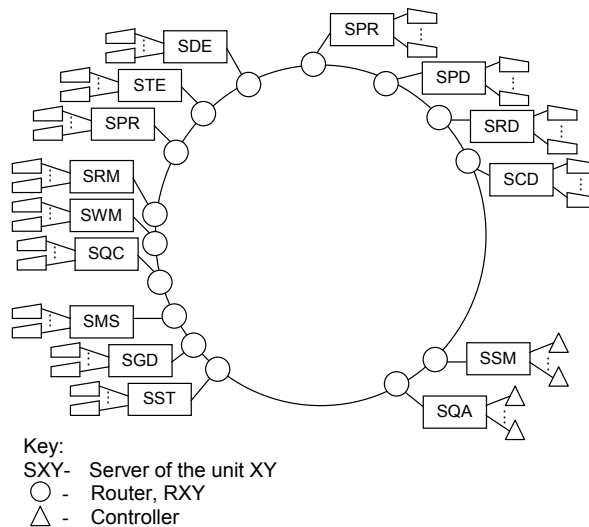 SPR
SDE
SPD
STE
SRD
SPR
SCD
SRM
SWM
SQC
SMS
SSM
SGD
SST
SQA
Key:
SXY- Server of the unit XY
- Router, RXY
- Controller